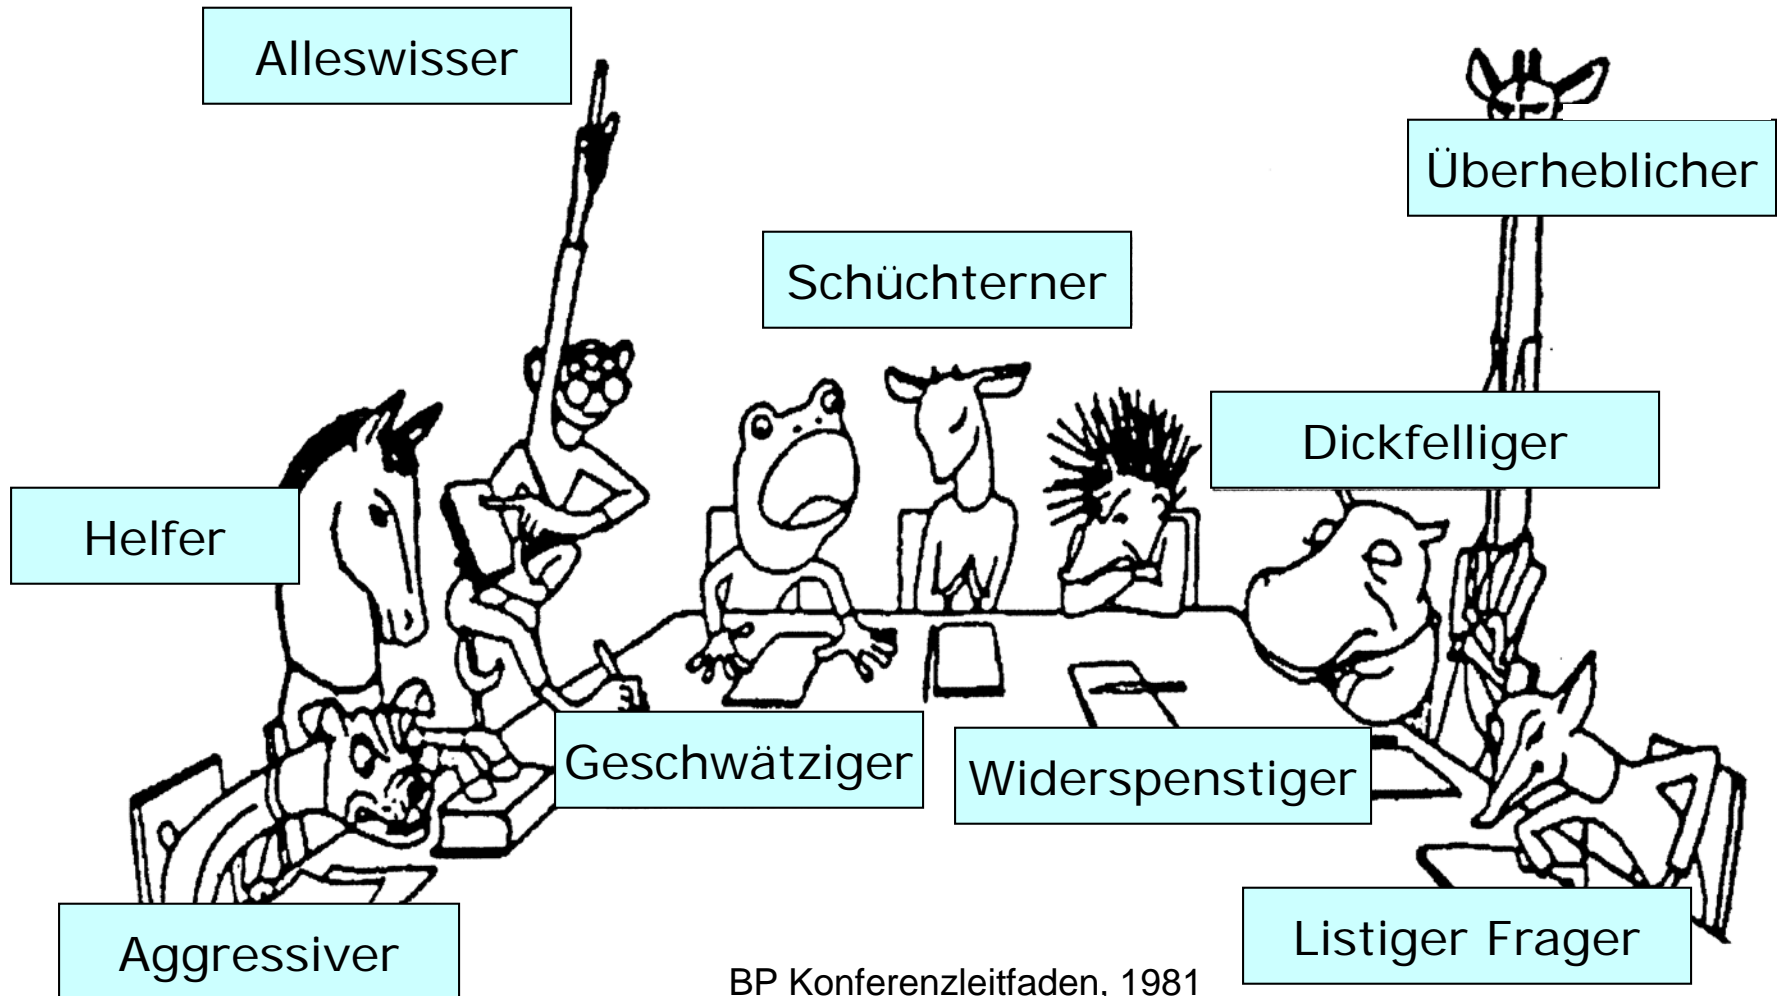 Alleswisser
Überheblicher
Schüchterner
Dickfelliger
Helfer
Geschwätziger
Widerspenstiger
Aggressiver
Listiger Frager
BP Konferenzleitfaden, 1981